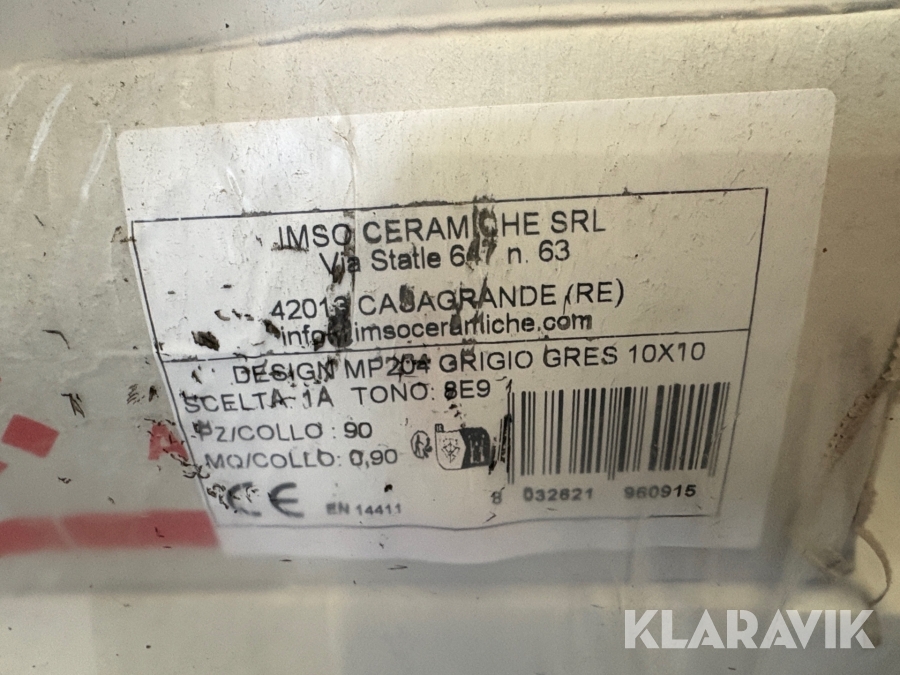 IMSO CERAMICHE SRL
Via Statle 647 n. 63
42013 CASAGRANDE (RE)
info@imsoceramiche.com
DESIGN MP204 GRIGIO GRES 10X10
SCELTA: 1A TONO: 8E9
PZ/COLLO : 90
MQ/COLLO: 0,90
CE
EN 14411
8 032621 960915
KLARAVIK